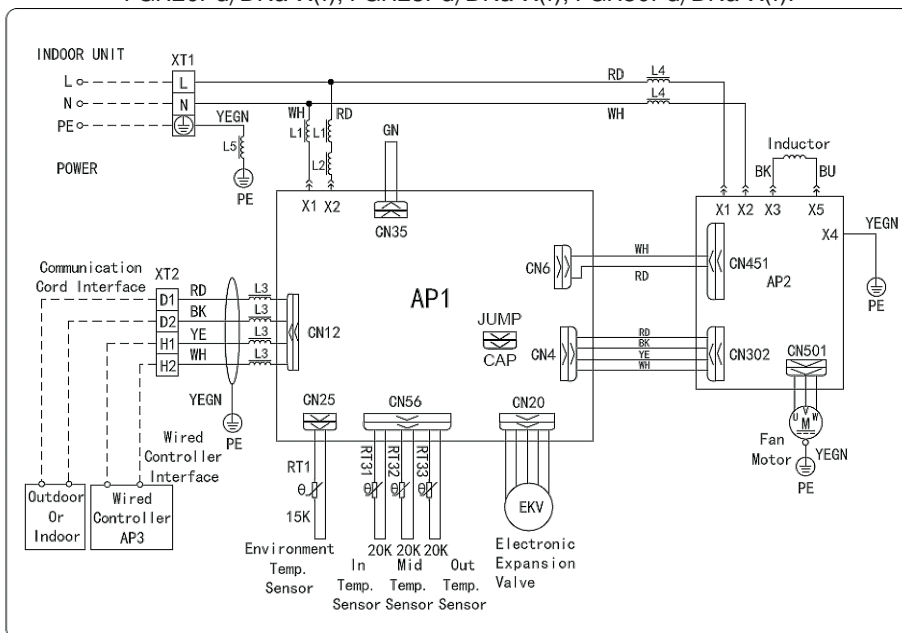 INDOOR UNIT
XT1
L L
N N
PE
YEGN
L5
PE
POWER
WH RD
L1 L1
L2
X1 X2
GN
CN35
RD L4
L4
WH
Inductor
BK BU
X1 X2 X3 X5
X4
YEGN
PE
AP2
CN451
CN302
CN501
U V W
M
Fan
Motor
YEGN
PE
CN6
WH
RD
AP1
JUMP
CAP
CN4
RD
BK
YE
WH
Communication
Cord Interface
XT2
D1 RD L3
D2 BK L3
H1 YE L3
H2 WH L3
CN12
YEGN
PE
Wired
Controller
Interface
Outdoor
Or
Indoor
Wired
Controller
AP3
CN25
RT1
θ
15K
Environment
Temp.
Sensor
CN56
RT31 RT32 RT33
θ θ θ
20K 20K 20K
In Mid Out
Temp. Temp. Temp.
Sensor Sensor Sensor
CN20
EKV
Electronic
Expansion
Valve